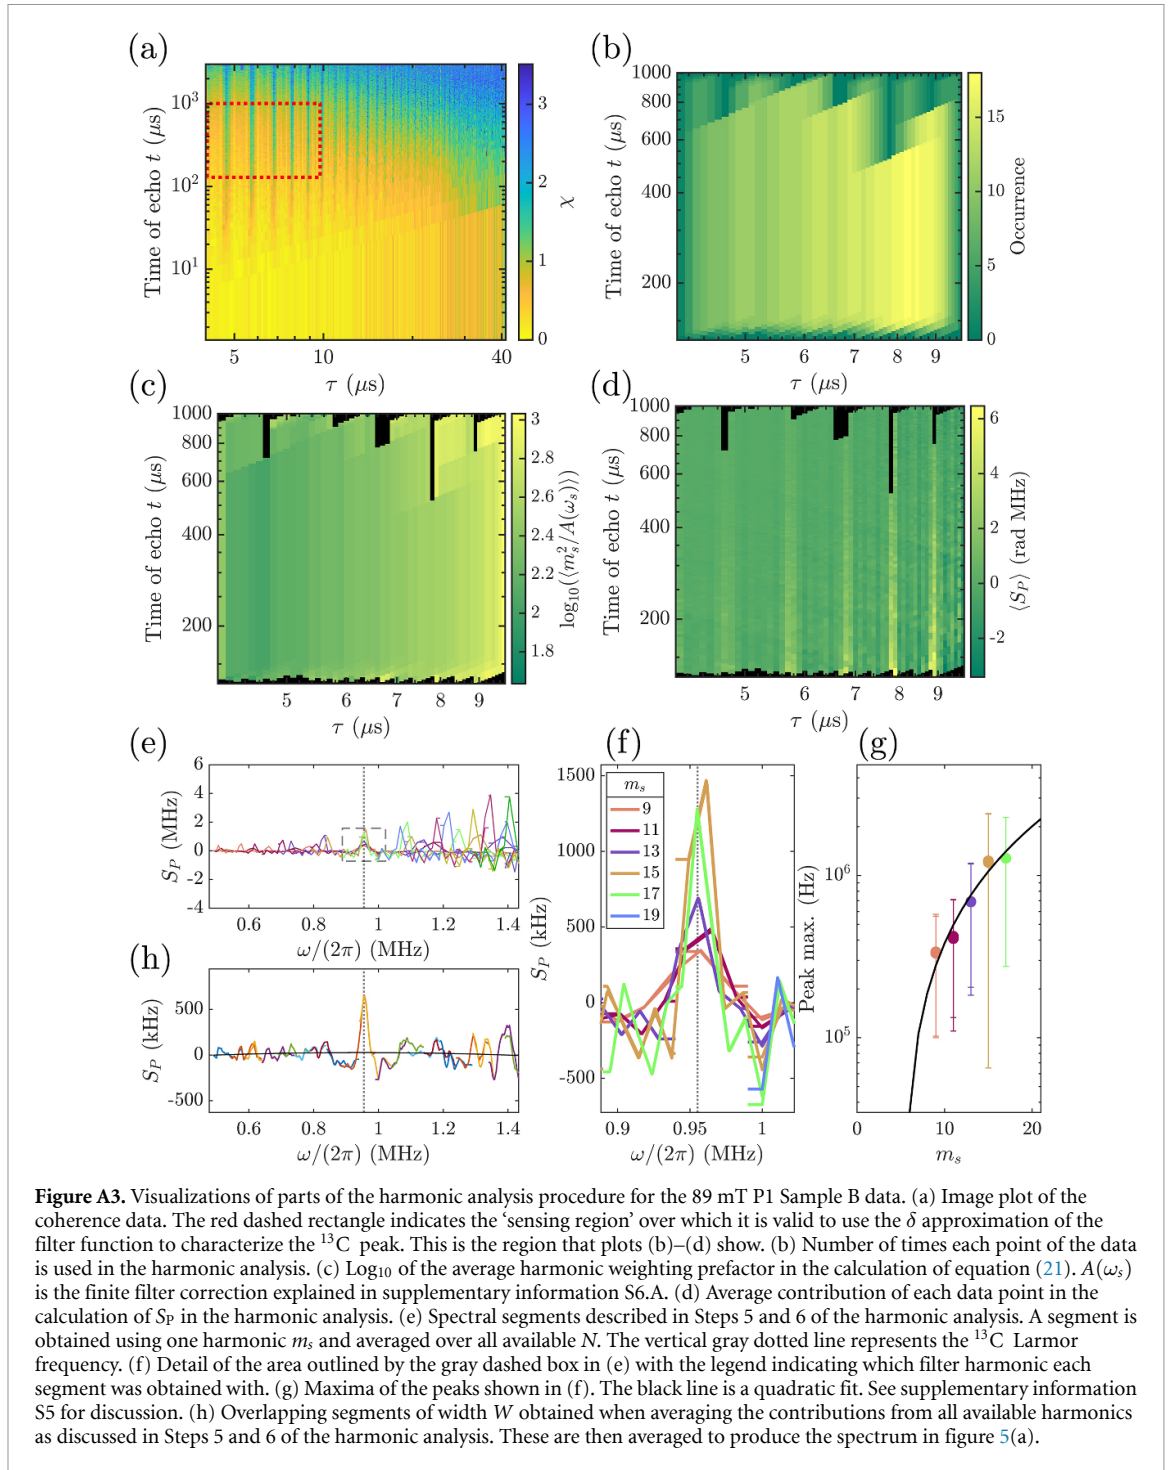 (a)
Time of echo t (μs)
10³
10²
10¹
5
10
40
τ (μs)
3
2
1
0
χ
(b)
Time of echo t (μs)
1000
800
600
400
200
5
6
7
8
9
τ (μs)
15
10
5
0
Occurrence
(c)
Time of echo t (μs)
1000
800
600
400
200
5
6
7
8
9
τ (μs)
3
2.8
2.6
2.4
2.2
2
1.8
log₁₀(⟨mₛ²/A(ωₛ)⟩)
(d)
Time of echo t (μs)
1000
800
600
400
200
5
6
7
8
9
τ (μs)
6
4
2
0
-2
⟨S_P⟩ (rad MHz)
(e)
S_P (MHz)
6
4
2
0
-2
-4
0.6
0.8
1
1.2
1.4
ω/(2π) (MHz)
(f)
S_P (kHz)
1500
1000
500
0
-500
mₛ
9
11
13
15
17
19
0.9
0.95
1
ω/(2π) (MHz)
(g)
Peak max. (Hz)
10⁶
10⁵
0
10
20
mₛ
(h)
S_P (kHz)
500
0
-500
0.6
0.8
1
1.2
1.4
ω/(2π) (MHz)
Figure A3. Visualizations of parts of the harmonic analysis procedure for the 89 mT P1 Sample B data. (a) Image plot of the
coherence data. The red dashed rectangle indicates the ‘sensing region’ over which it is valid to use the δ approximation of the
filter function to characterize the ¹³C peak. This is the region that plots (b)–(d) show. (b) Number of times each point of the data
is used in the harmonic analysis. (c) Log₁₀ of the average harmonic weighting prefactor in the calculation of equation (21). A(ωₛ)
is the finite filter correction explained in supplementary information S6.A. (d) Average contribution of each data point in the
calculation of S_P in the harmonic analysis. (e) Spectral segments described in Steps 5 and 6 of the harmonic analysis. A segment is
obtained using one harmonic mₛ and averaged over all available N. The vertical gray dotted line represents the ¹³C Larmor
frequency. (f) Detail of the area outlined by the gray dashed box in (e) with the legend indicating which filter harmonic each
segment was obtained with. (g) Maxima of the peaks shown in (f). The black line is a quadratic fit. See supplementary information
S5 for discussion. (h) Overlapping segments of width W obtained when averaging the contributions from all available harmonics
as discussed in Steps 5 and 6 of the harmonic analysis. These are then averaged to produce the spectrum in figure 5(a).